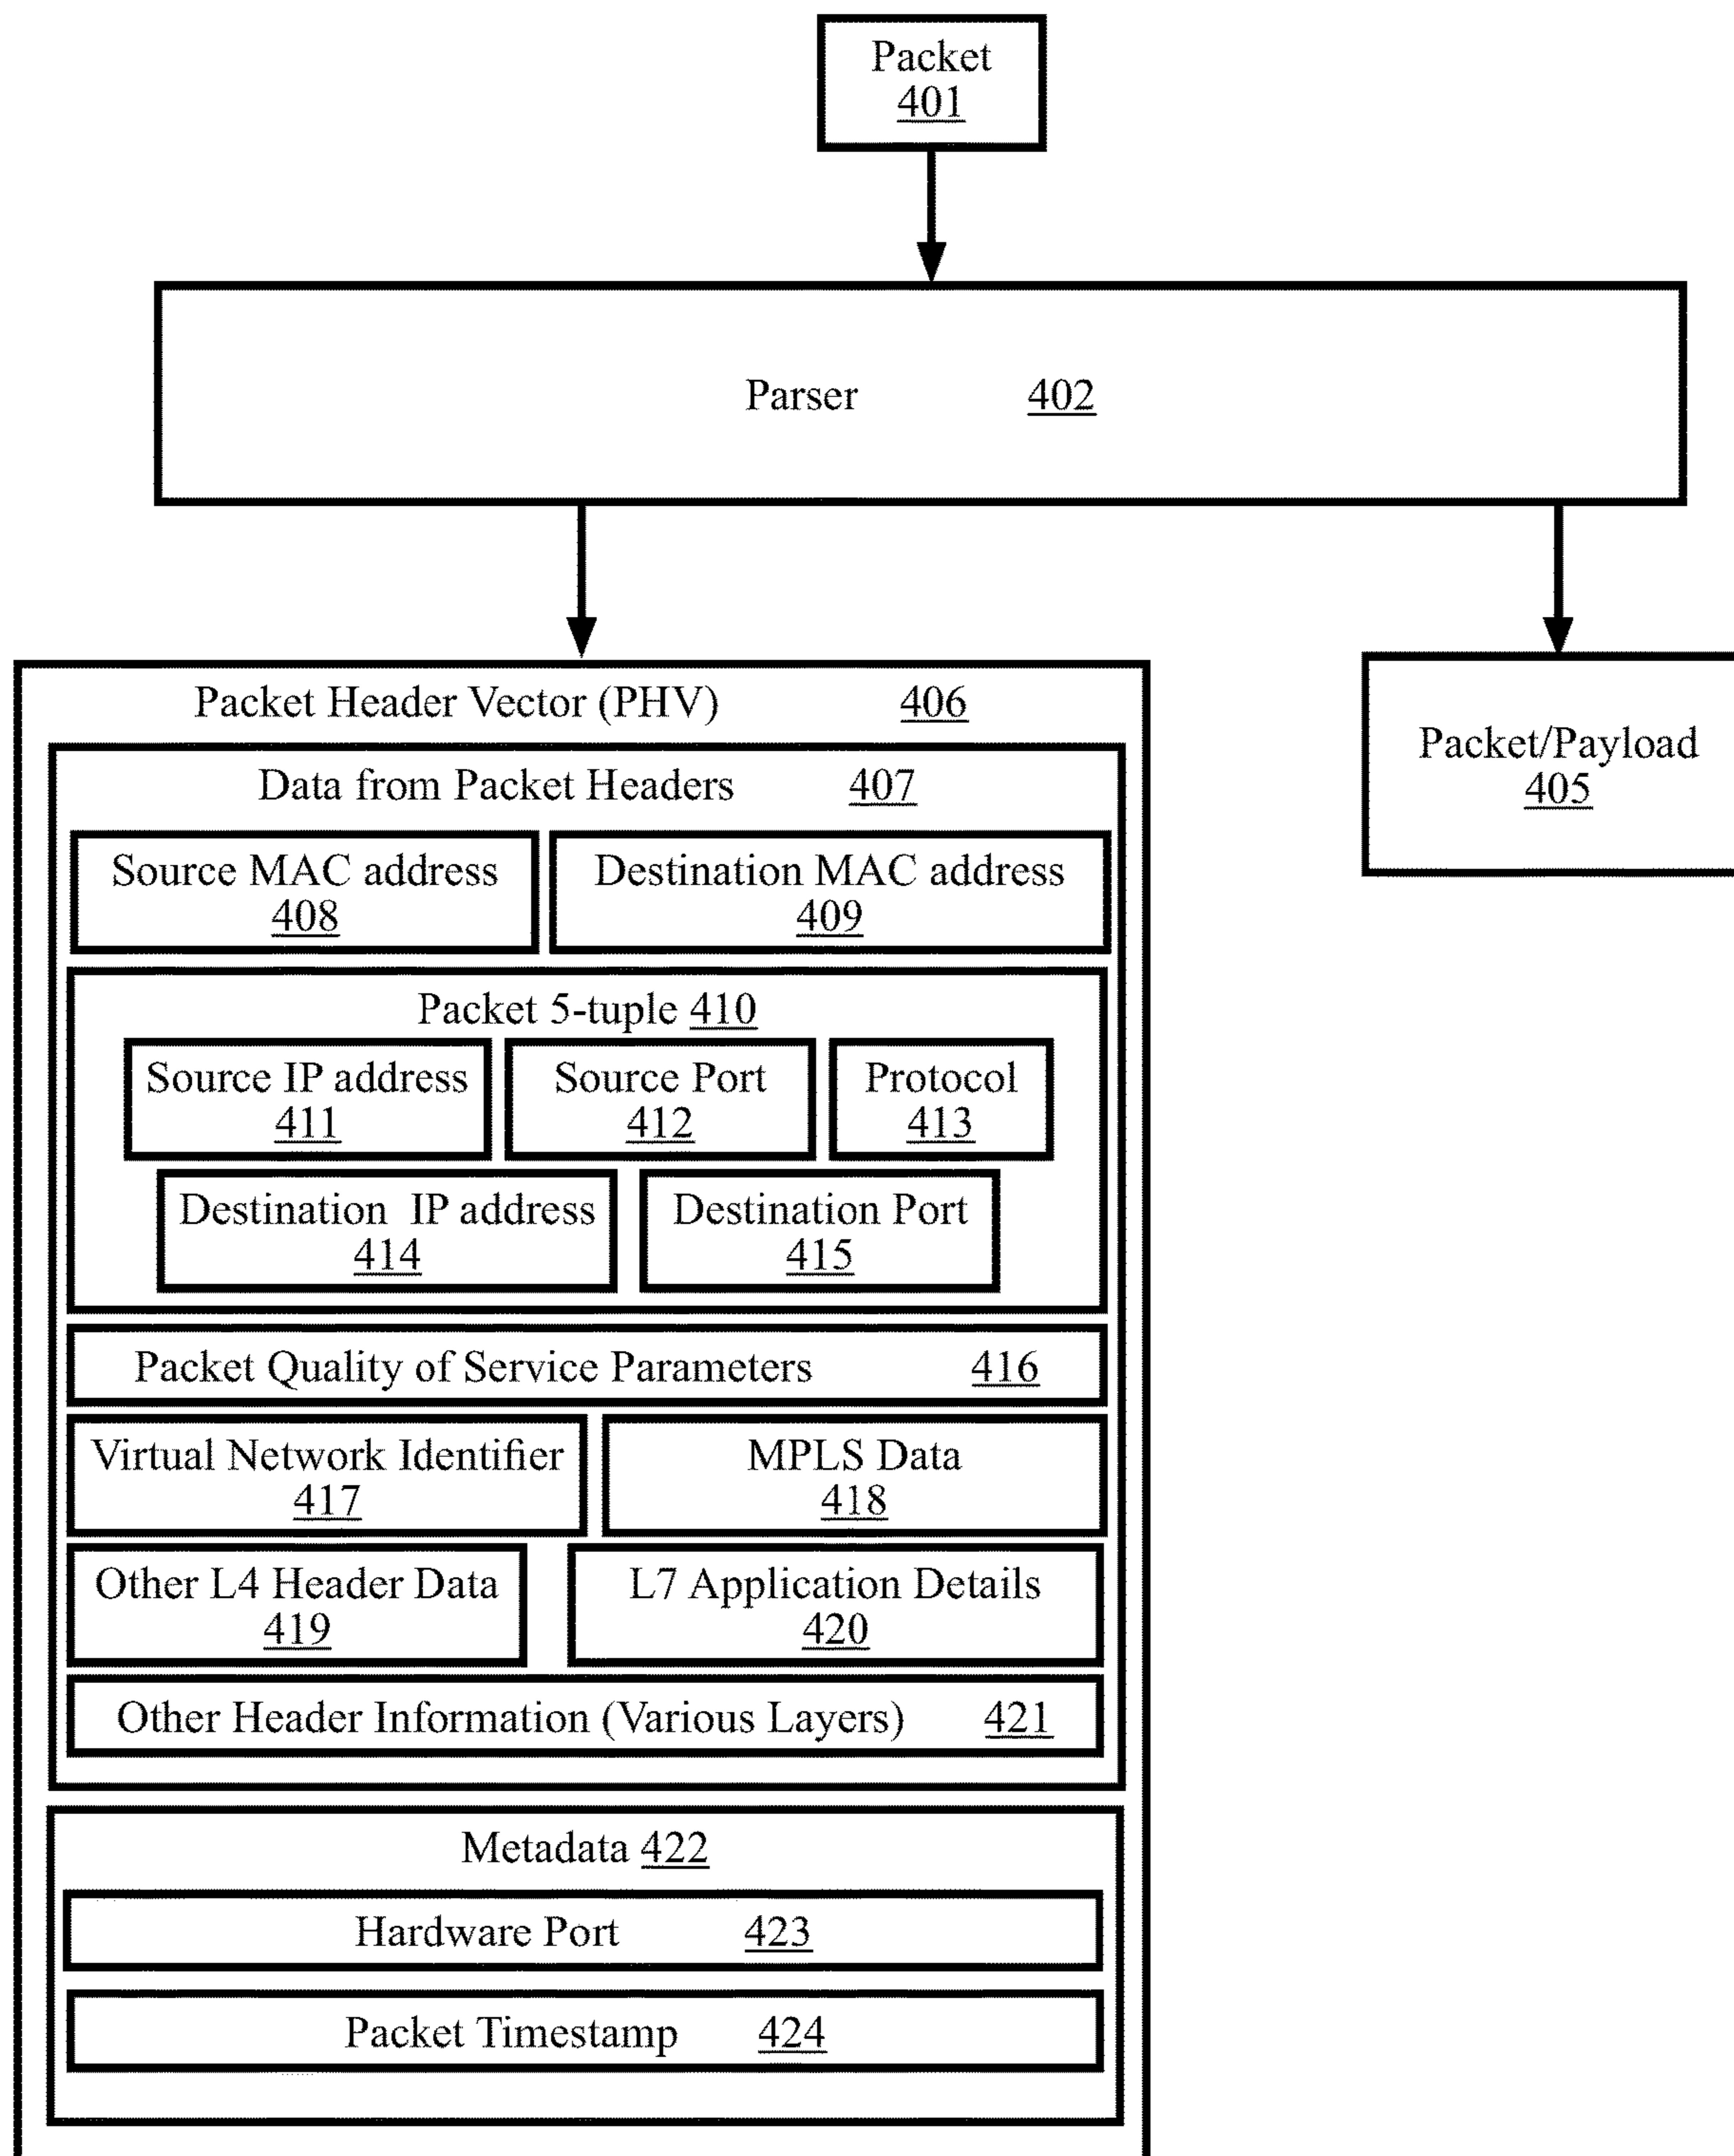 Packet
401
Parser 402
Packet Header Vector (PHV) 406
Data from Packet Headers 407
Source MAC address
408
Destination MAC address
409
Packet 5-tuple 410
Source IP address
411
Source Port
412
Protocol
413
Destination IP address
414
Destination Port
415
Packet Quality of Service Parameters 416
Virtual Network Identifier
417
MPLS Data
418
Other L4 Header Data
419
L7 Application Details
420
Other Header Information (Various Layers) 421
Metadata 422
Hardware Port 423
Packet Timestamp 424
Packet/Payload
405